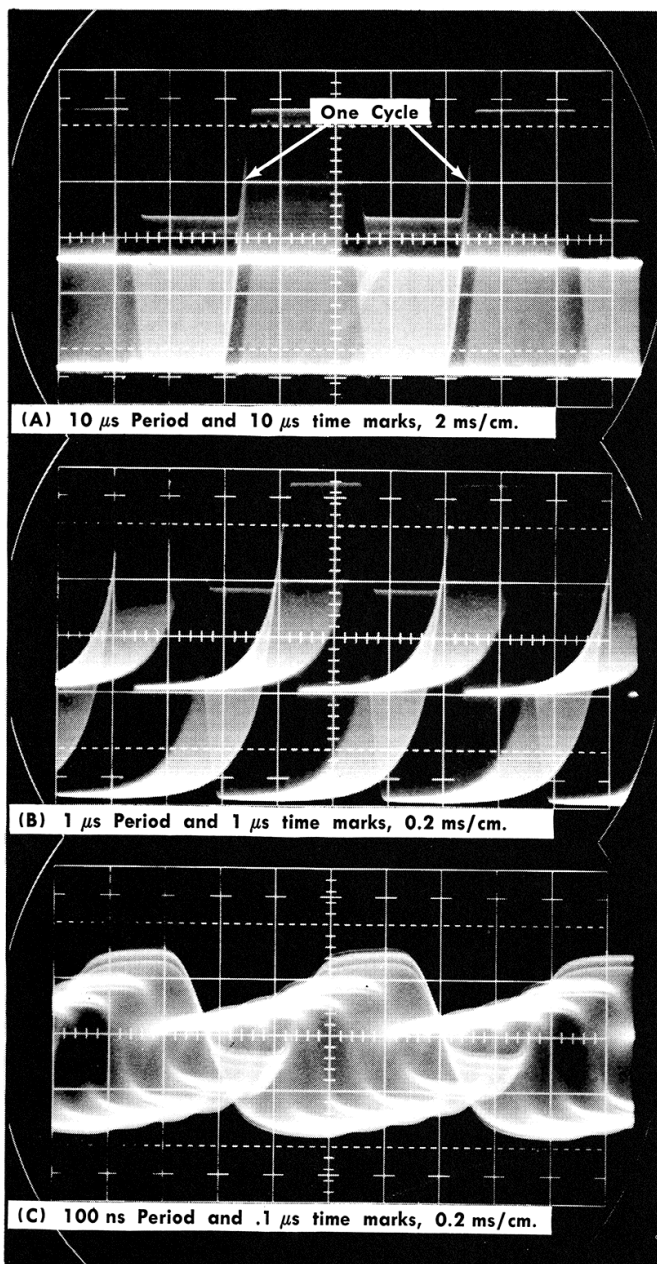 One Cycle
(A) 10 μs Period and 10 μs time marks, 2 ms/cm.
(B) 1 μs Period and 1 μs time marks, 0.2 ms/cm.
(C) 100 ns Period and .1 μs time marks, 0.2 ms/cm.